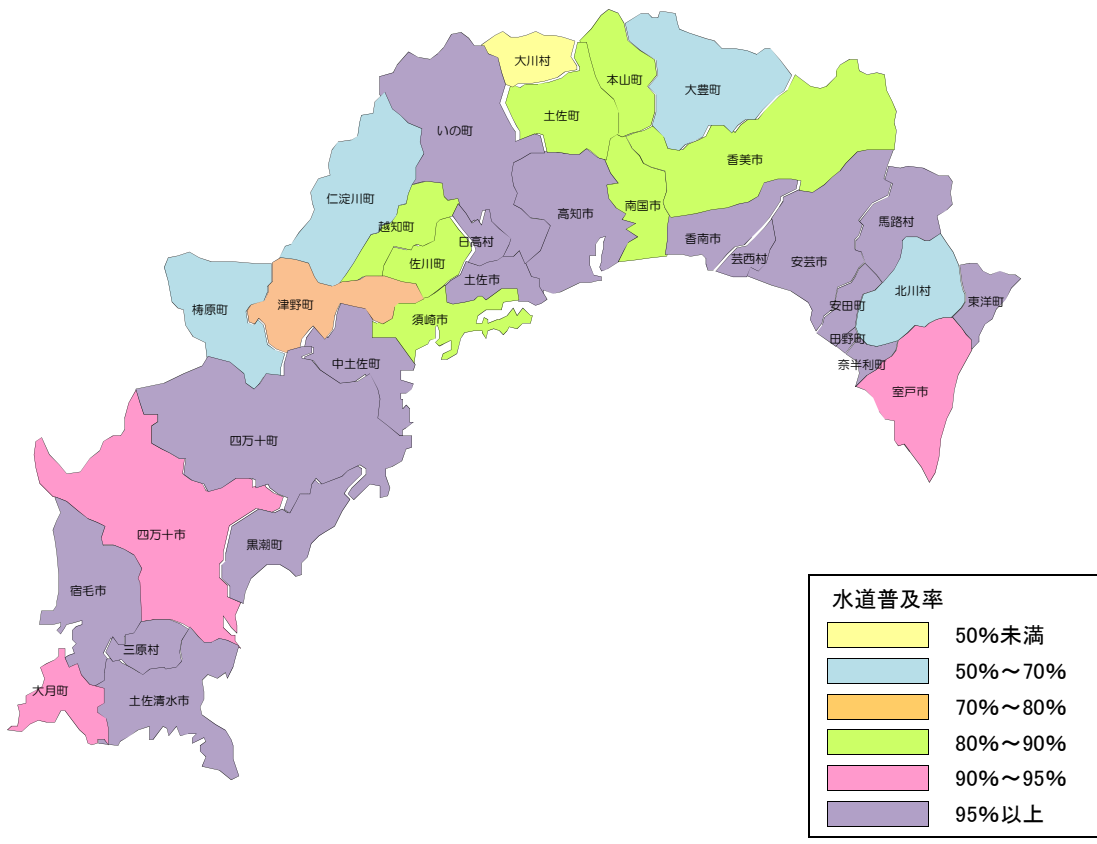 大川村
本山町
大豊町
土佐町
いの町
香美市
仁淀川町
南国市
高知市
越知町
日高村
香南市
馬路村
芸西村
安芸市
佐川町
土佐市
北川村
東洋町
安田町
津野町
梼原町
須崎市
田野町
奈半利町
中土佐町
室戸市
四万十町
四万十市
黒潮町
宿毛市
三原村
大月町
土佐清水市
水道普及率
50%未満
50%～70%
70%～80%
80%～90%
90%～95%
95%以上